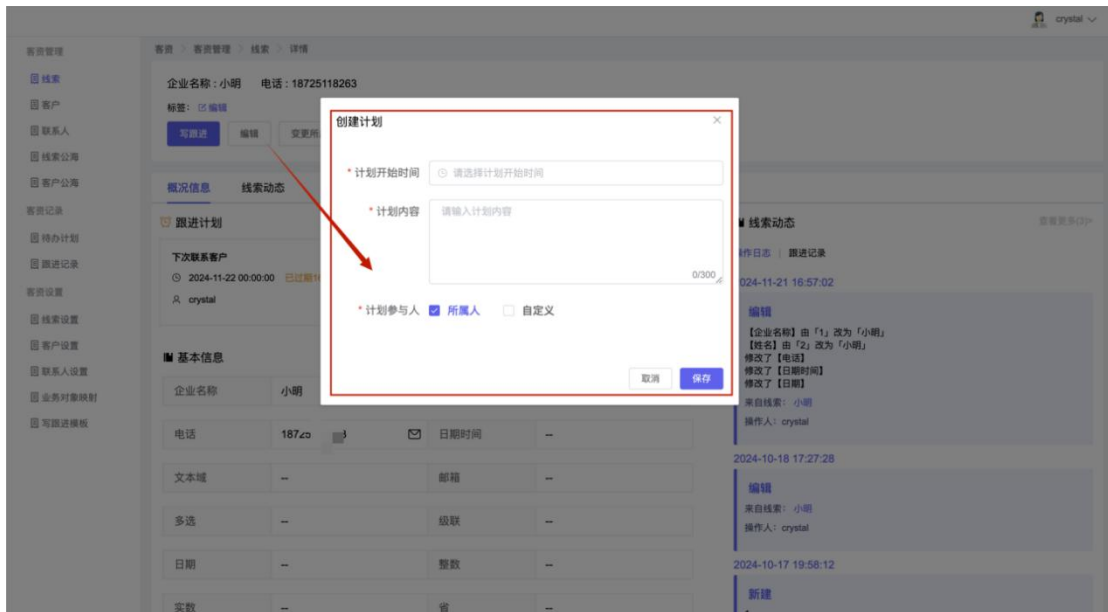 crystal
客资管理
线索
客户
联系人
线索公海
客户公海
客资记录
待办计划
跟进记录
客资设置
线索设置
客户设置
联系人设置
业务对象映射
写跟进模板
客资 > 客资管理 > 线索 > 详情
企业名称：小明 电话：18725118263
标签： 编辑
写跟进 编辑 变更所
概况信息 线索动态
跟进计划
下次联系客户
2024-11-22 00:00:00 已过期1
crystal
基本信息
企业名称 小明
电话 日期时间 --
文本域 -- 邮箱 --
多选 -- 级联 --
日期 -- 整数 --
实数 -- 省 --
创建计划
* 计划开始时间 请选择计划开始时间
* 计划内容 请输入计划内容
0/300
* 计划参与人 所属人 自定义
取消 保存
线索动态 查看更多(2)>
操作日志 | 跟进记录
2024-11-21 16:57:02
编辑
【企业名称】由「1」改为「小明」
【姓名】由「2」改为「小明」
修改了【电话】
修改了【日期时间】
修改了【日期】
来自线索： 小明
操作人：crystal
2024-10-18 17:27:28
编辑
来自线索： 小明
操作人：crystal
2024-10-17 19:58:12
新建